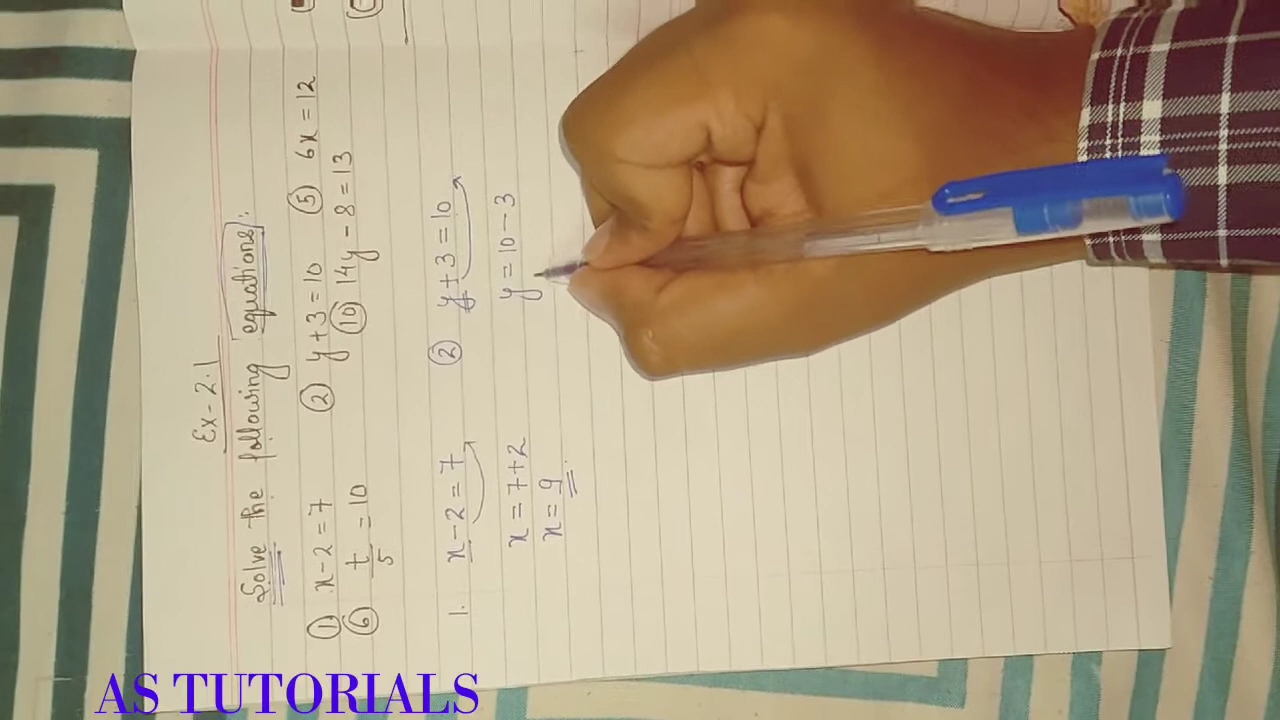 Ex-2.1
Solve the following equations:
① x-2=7 ② y+3=10 ⑤ 6x=12
⑥ t/5=10 ⑩ 14y-8=13
1. x-2=7 ② y+3=10
x=7+2 y=10-3
x=9
AS TUTORIALS